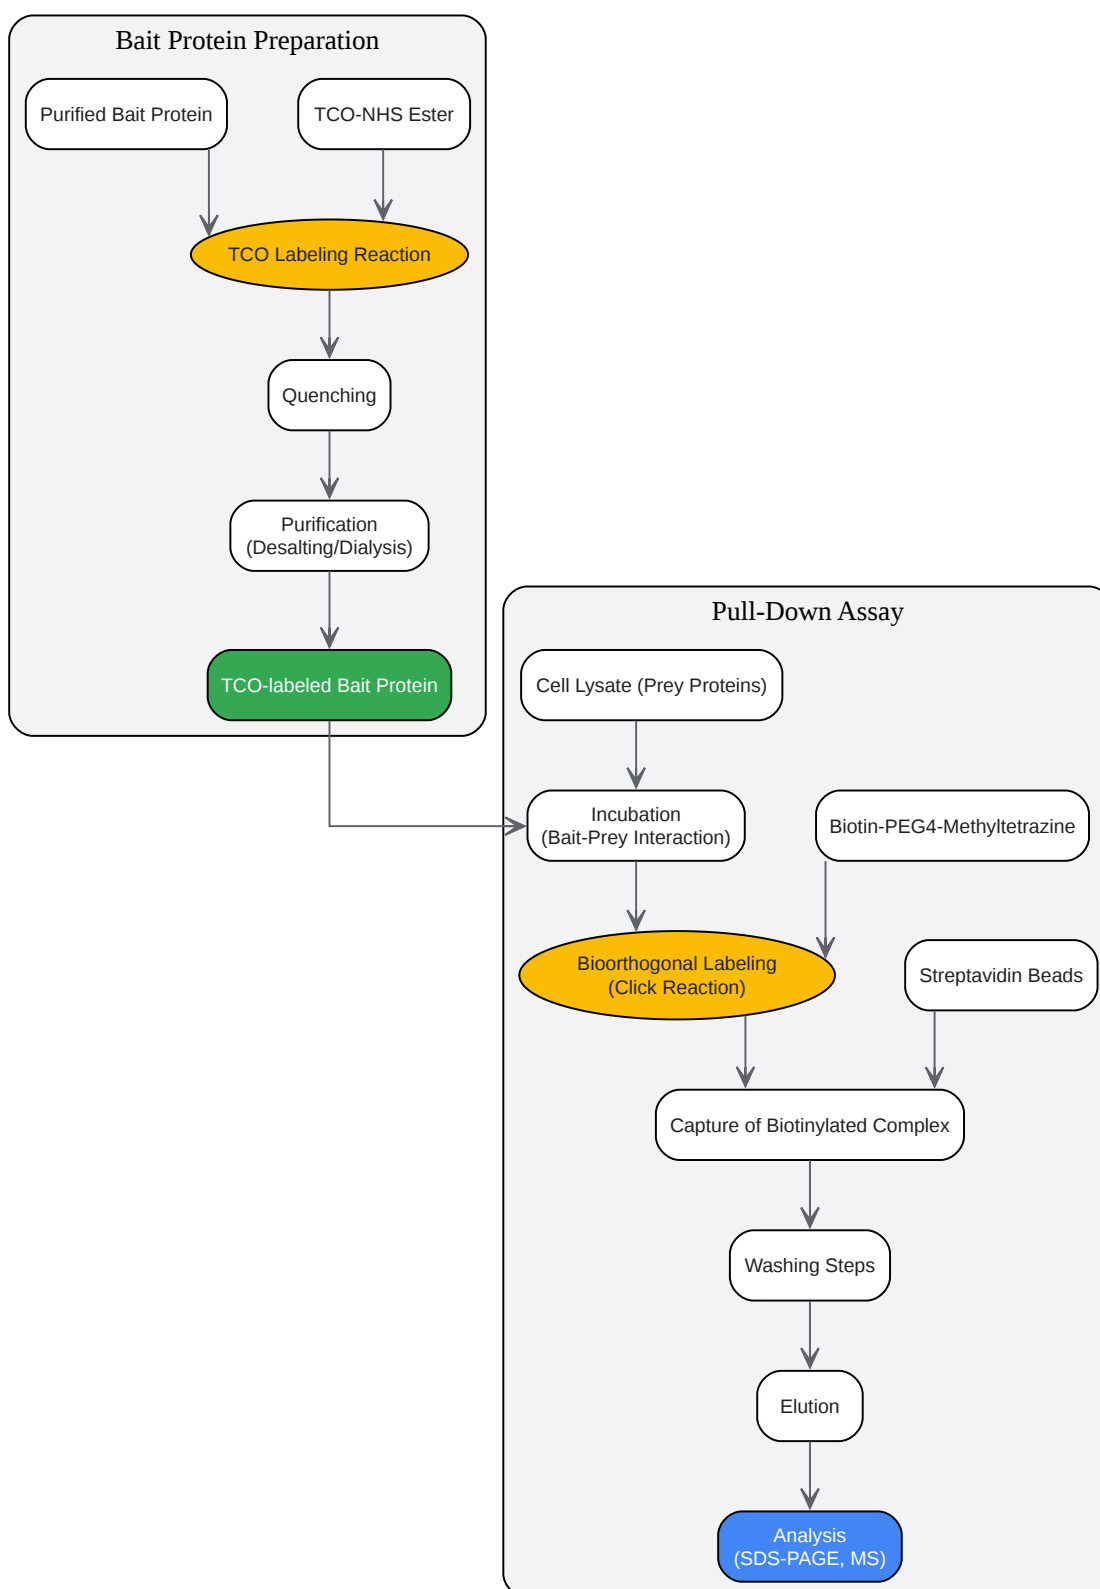 Bait Protein Preparation
Purified Bait Protein
TCO-NHS Ester
TCO Labeling Reaction
Quenching
Purification
(Desalting/Dialysis)
TCO-labeled Bait Protein
Pull-Down Assay
Cell Lysate (Prey Proteins)
Incubation
(Bait-Prey Interaction)
Biotin-PEG4-Methyltetrazine
Bioorthogonal Labeling
(Click Reaction)
Streptavidin Beads
Capture of Biotinylated Complex
Washing Steps
Elution
Analysis
(SDS-PAGE, MS)